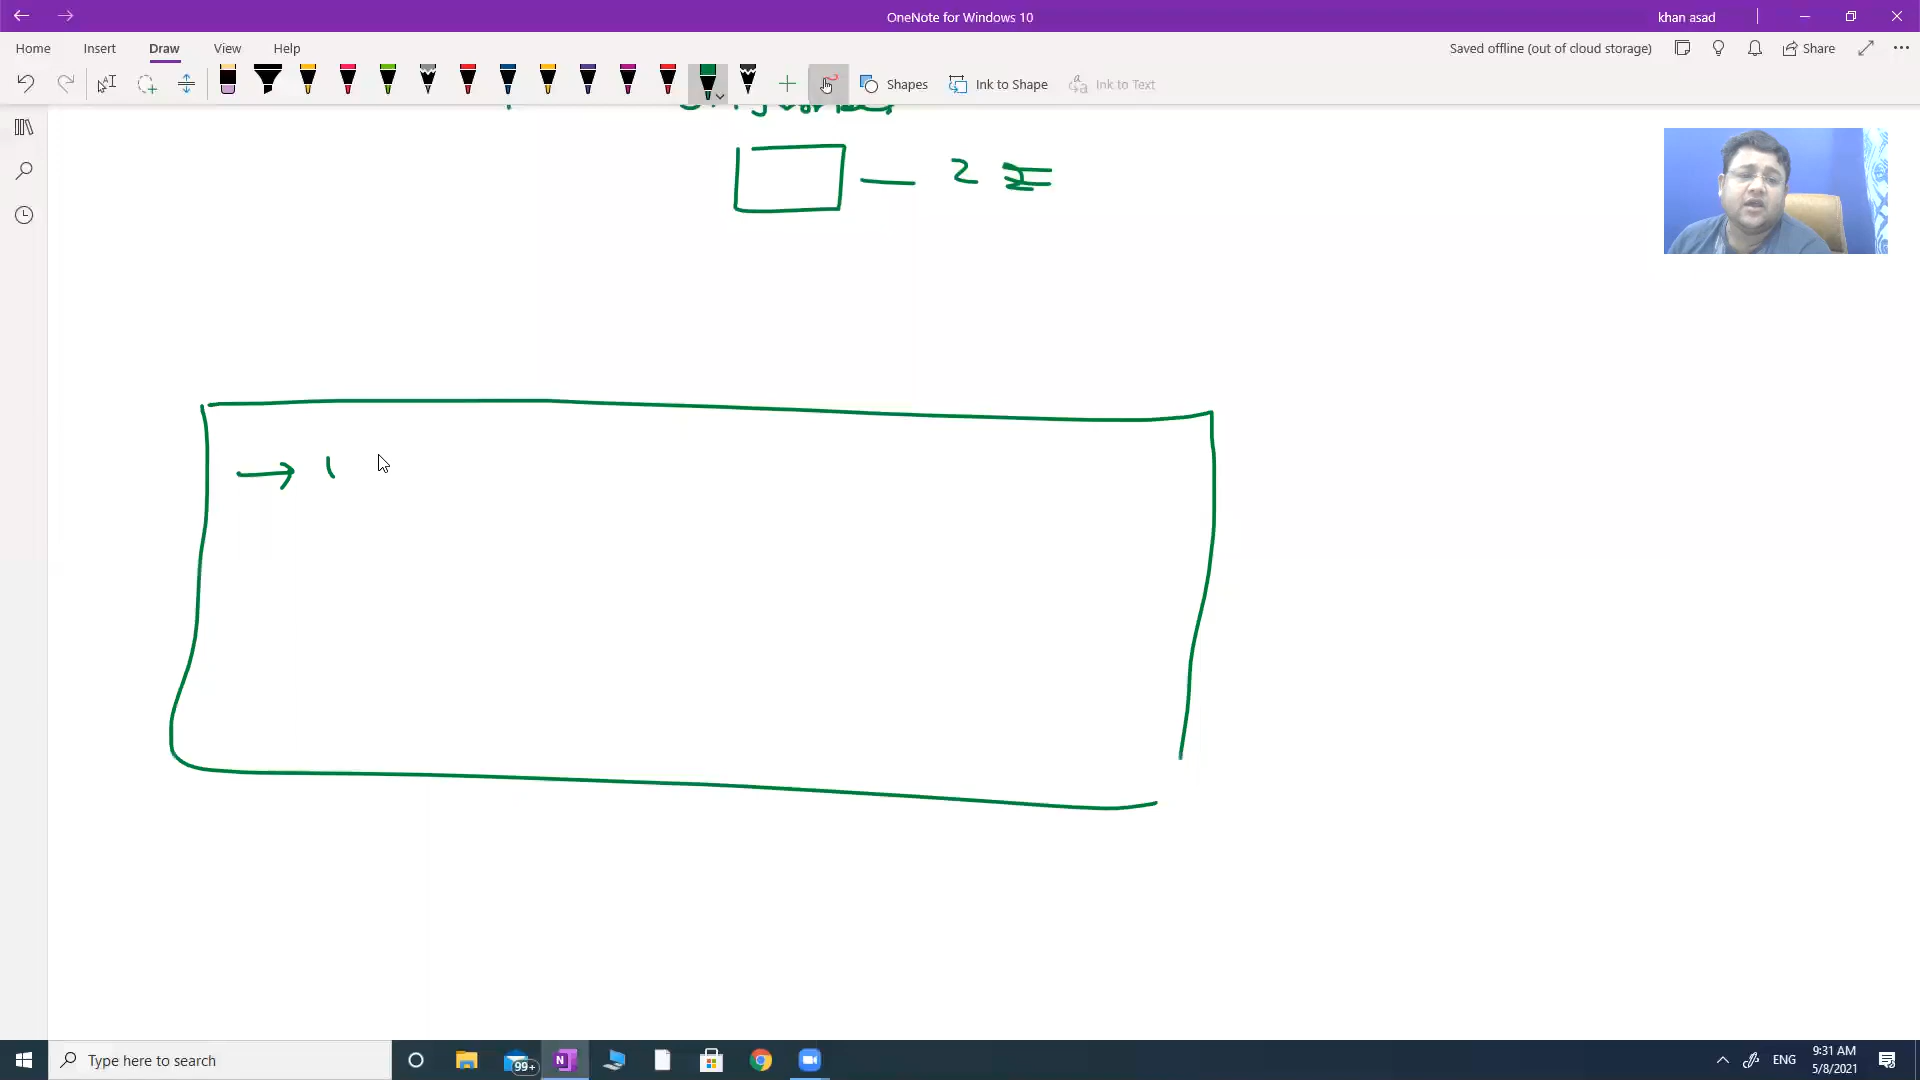 OneNote for Windows 10
khan asad
Home Insert Draw View Help
Saved offline (out of cloud storage)
Share
Shapes
Ink to Shape
Ink to Text
2
99+
N
Type here to search
ENG
9:31 AM
5/8/2021